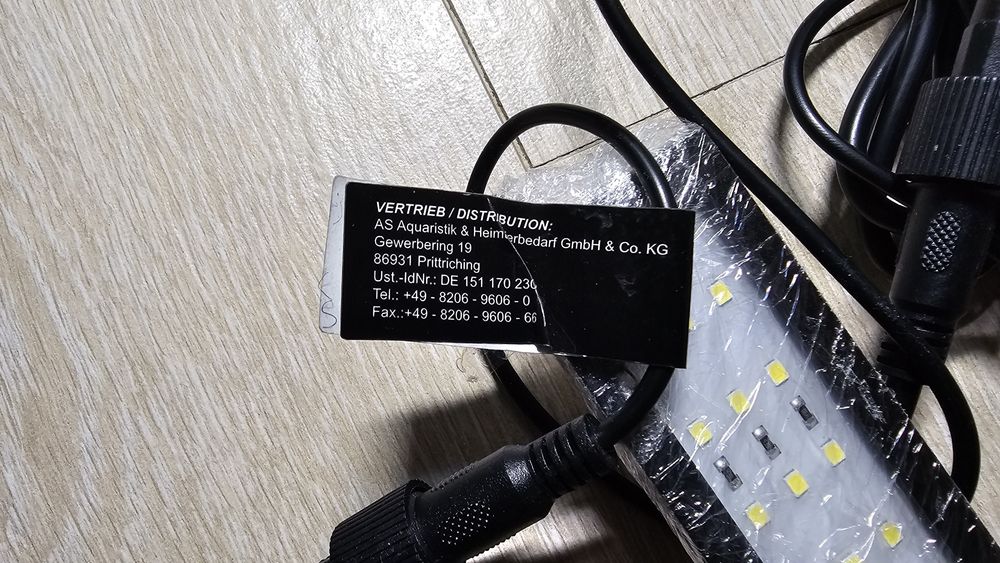 VERTRIEB / DISTRIBUTION:
AS Aquaristik & Heimtierbedarf GmbH & Co. KG
Gewerbering 19
86931 Prittriching
Ust.-IdNr.: DE 151 170 230
Tel.: +49 - 8206 - 9606 - 0
Fax.:+49 - 8206 - 9606 - 66